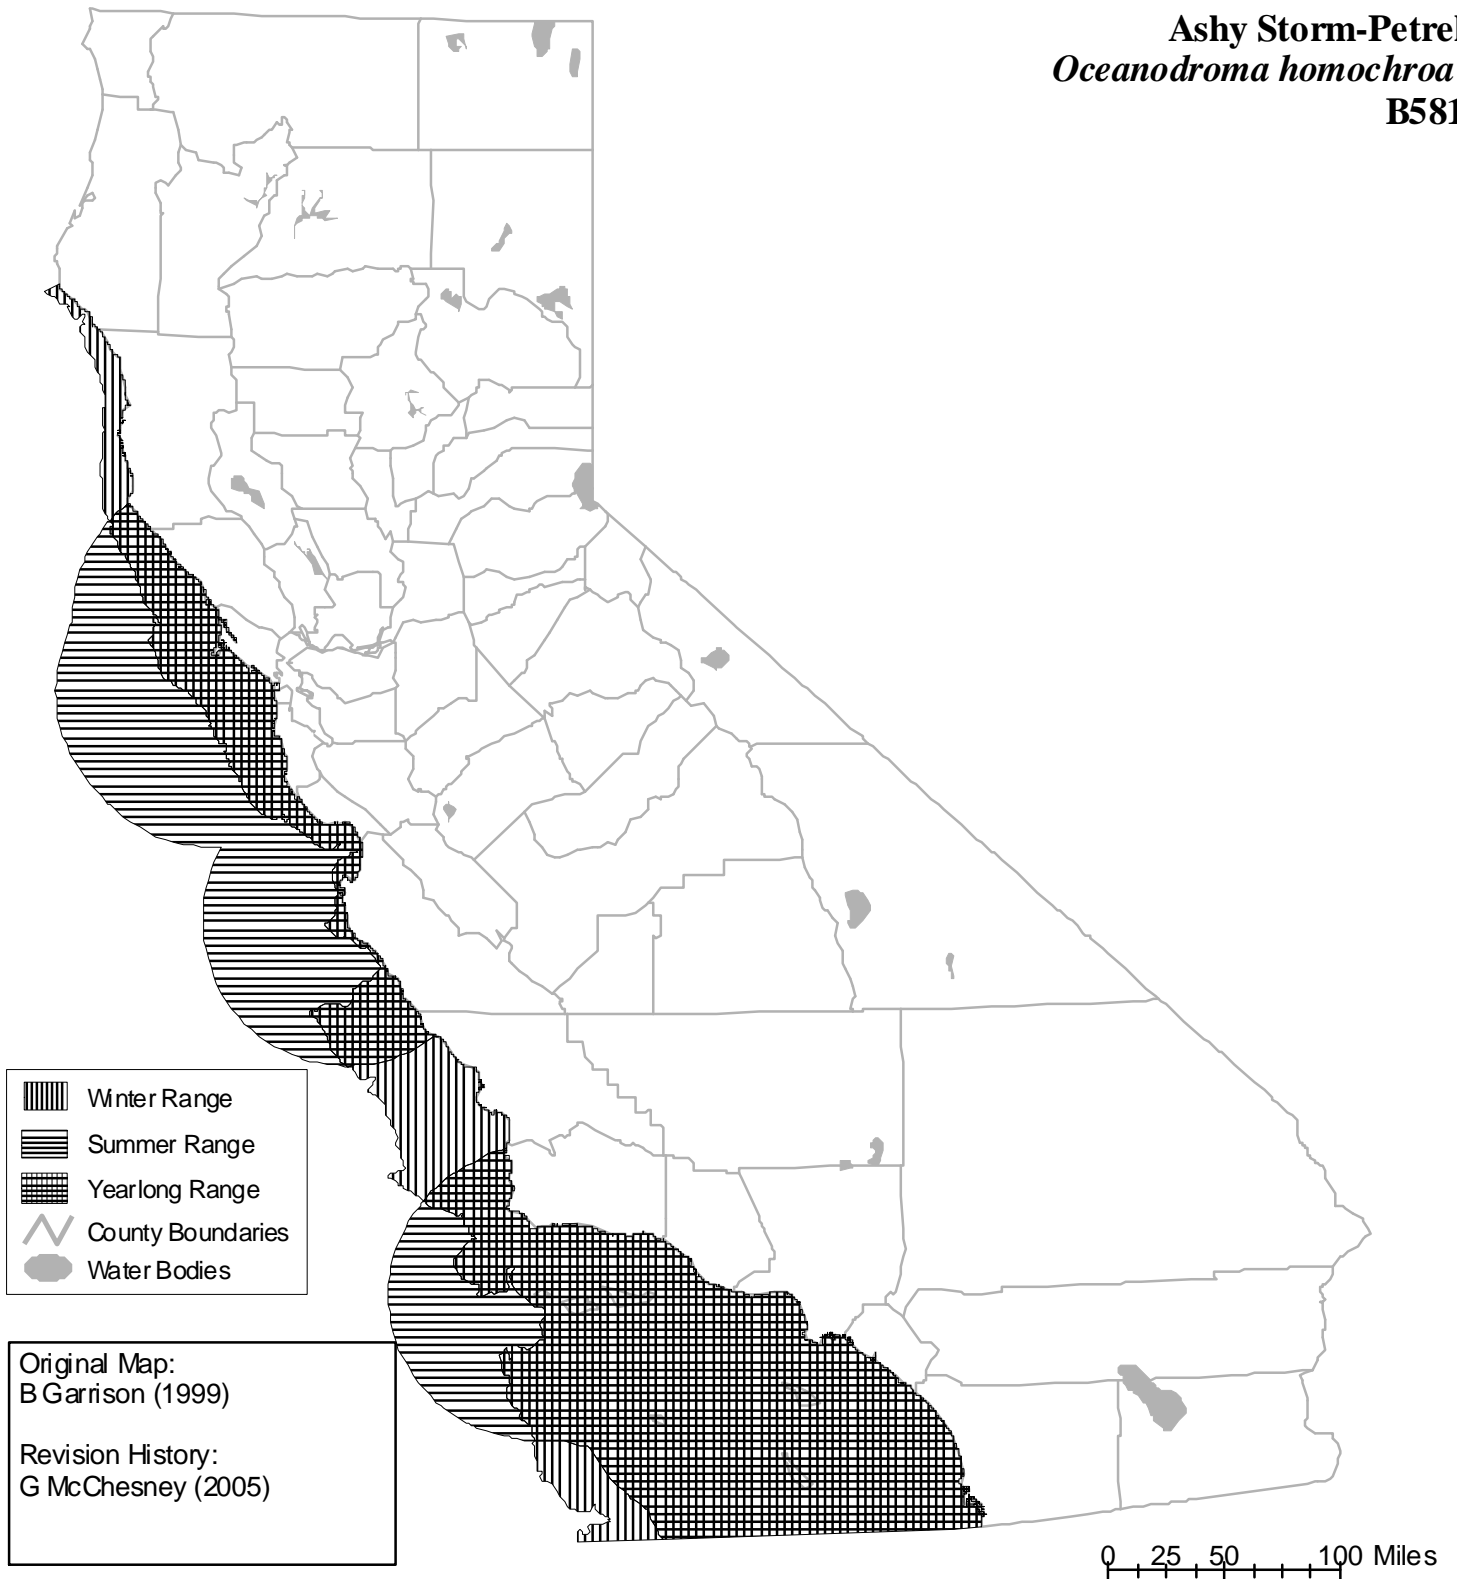 Ashy Storm-Petrel
Oceanodroma homochroa
B581
Winter Range
Summer Range
Yearlong Range
County Boundaries
Water Bodies
Original Map:
B Garrison (1999)
Revision History:
G McChesney (2005)
0 25 50 100 Miles